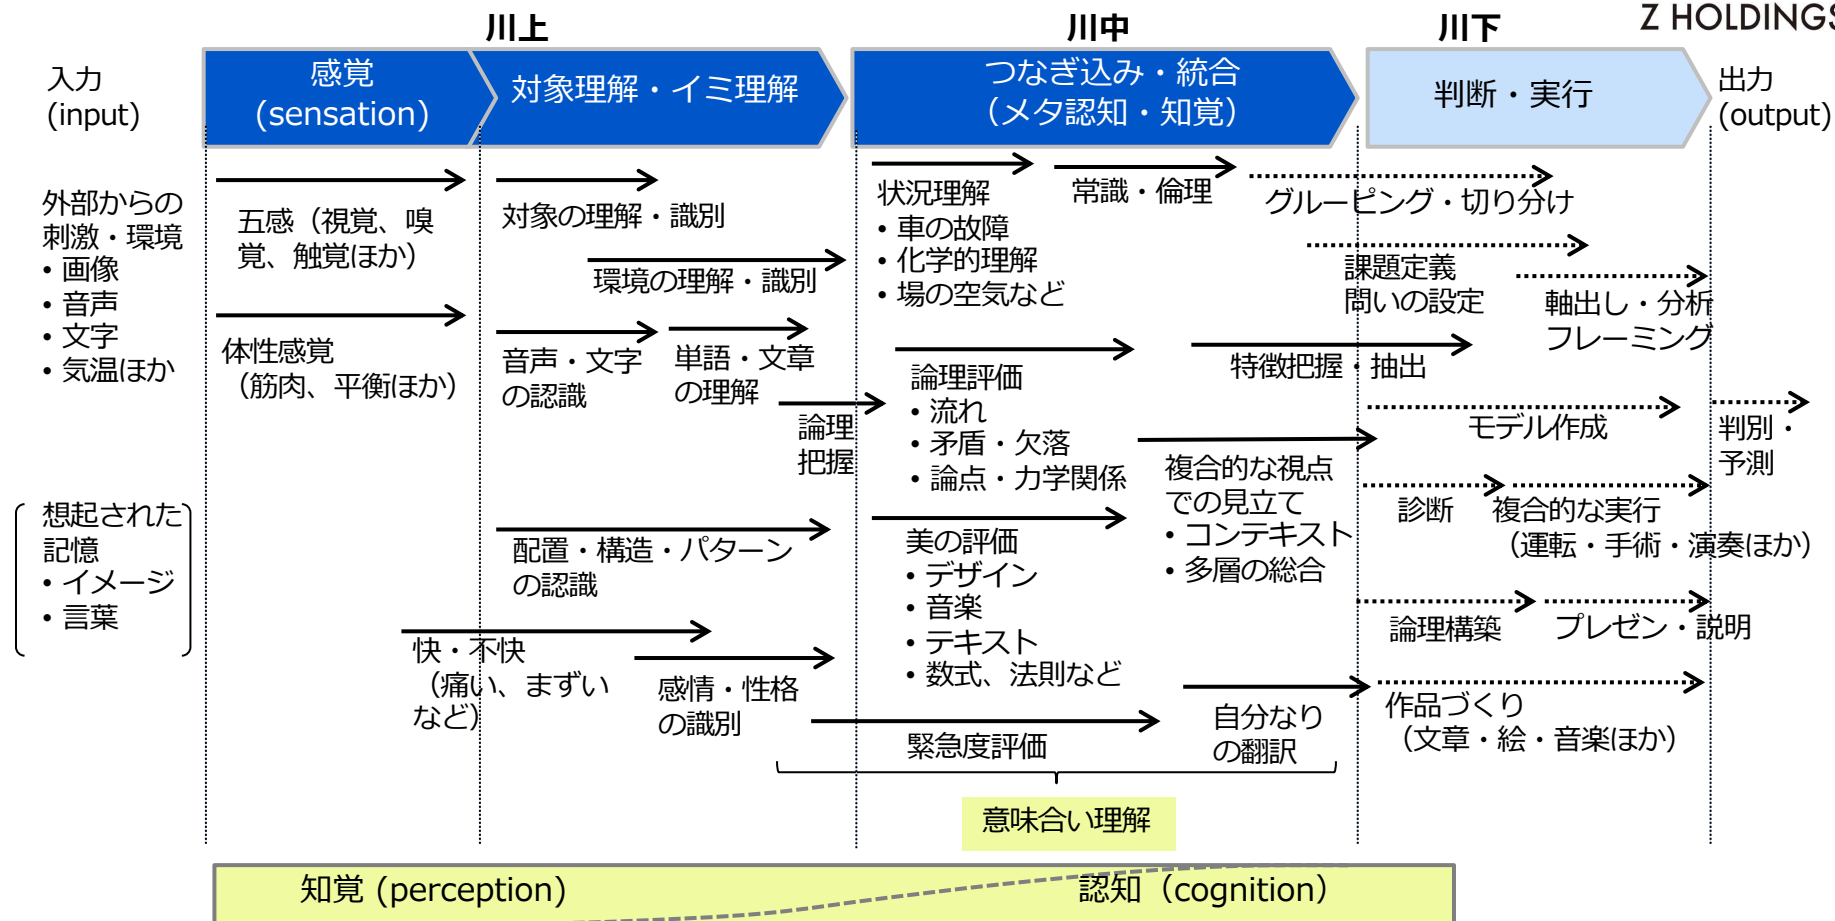 川上
川中
川下
Z HOLDINGS
入力
(input)
感覚
(sensation)
対象理解・イミ理解
つなぎ込み・統合
（メタ認知・知覚）
判断・実行
出力
(output)
外部からの
刺激・環境
• 画像
• 音声
• 文字
• 気温ほか
想起された
記憶
• イメージ
• 言葉
五感（視覚、嗅
覚、触覚ほか）
体性感覚
（筋肉、平衡ほか）
対象の理解・識別
環境の理解・識別
音声・文字
の認識
単語・文章
の理解
論理
把握
配置・構造・パターン
の認識
快・不快
（痛い、まずい
など）
感情・性格
の識別
状況理解
• 車の故障
• 化学的理解
• 場の空気など
常識・倫理
論理評価
• 流れ
• 矛盾・欠落
• 論点・力学関係
特徴把握・抽出
複合的な視点
での見立て
• コンテキスト
• 多層の総合
美の評価
• デザイン
• 音楽
• テキスト
• 数式、法則など
緊急度評価
自分なり
の翻訳
グルーピング・切り分け
課題定義
問いの設定
軸出し・分析
フレーミング
モデル作成
判別・
予測
診断
複合的な実行
（運転・手術・演奏ほか）
論理構築
プレゼン・説明
作品づくり
（文章・絵・音楽ほか）
意味合い理解
知覚 (perception)
認知（cognition）